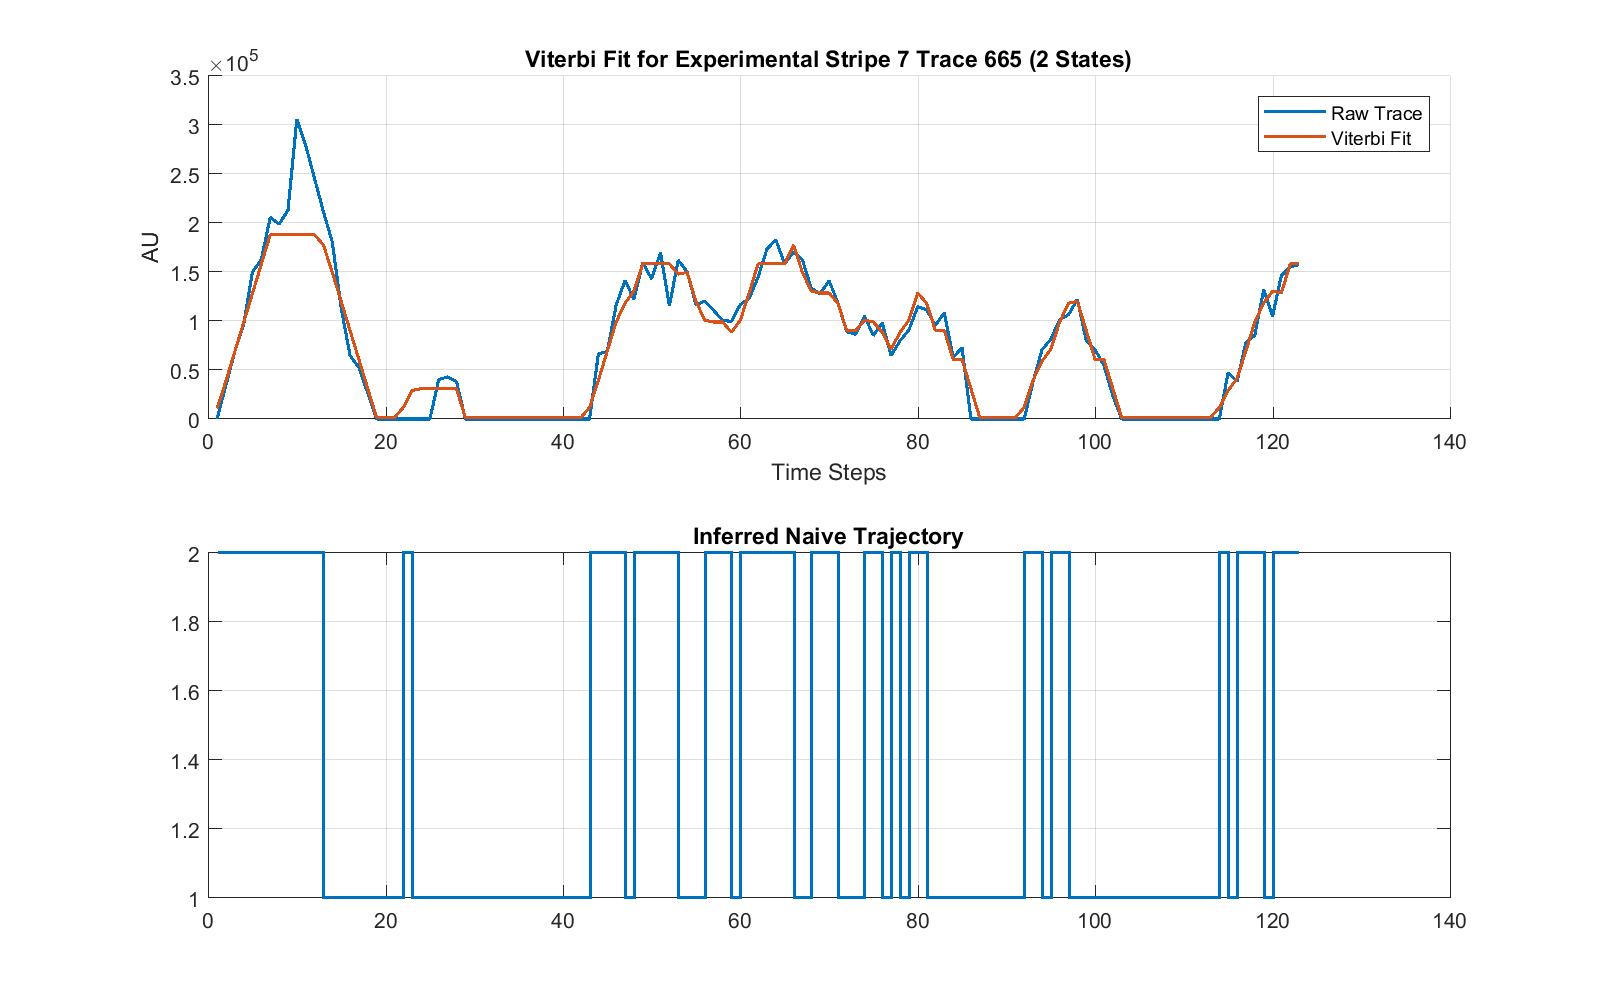 Viterbi Fit for Experimental Stripe 7 Trace 665 (2 States)
×10^5
3.5
3
2.5
2
1.5
1
0.5
0
AU
Raw Trace
Viterbi Fit
0 20 40 60 80 100 120 140
Time Steps
Inferred Naive Trajectory
2
1.8
1.6
1.4
1.2
1
0 20 40 60 80 100 120 140